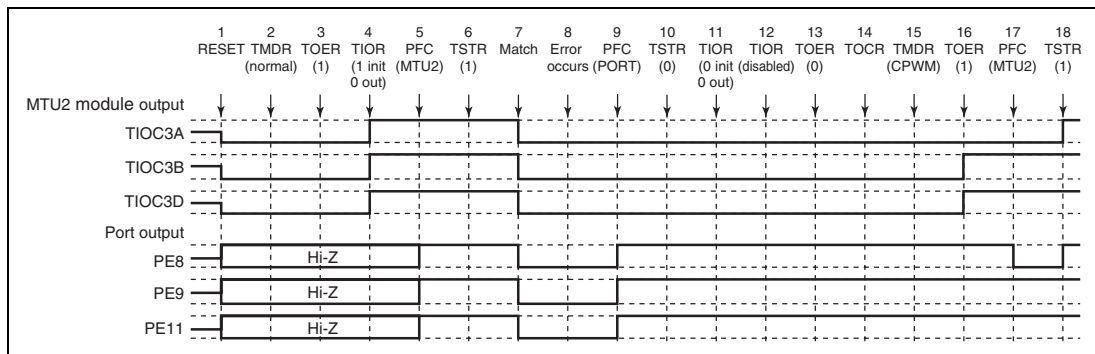 1 2 3 4 5 6 7 8 9 10 11 12 13 14 15 16 17 18
RESET TMDR TOER TIOR PFC TSTR Match Error PFC TSTR TIOR TIOR TOER TOCR TMDR TOER PFC TSTR
(normal) (1) (1 init (MTU2) (1) occurs (PORT) (0) (0 init (disabled) (0) (CPWM) (1) (MTU2) (1)
0 out) 0 out)
MTU2 module output
TIOC3A
TIOC3B
TIOC3D
Port output
PE8 Hi-Z
PE9 Hi-Z
PE11 Hi-Z